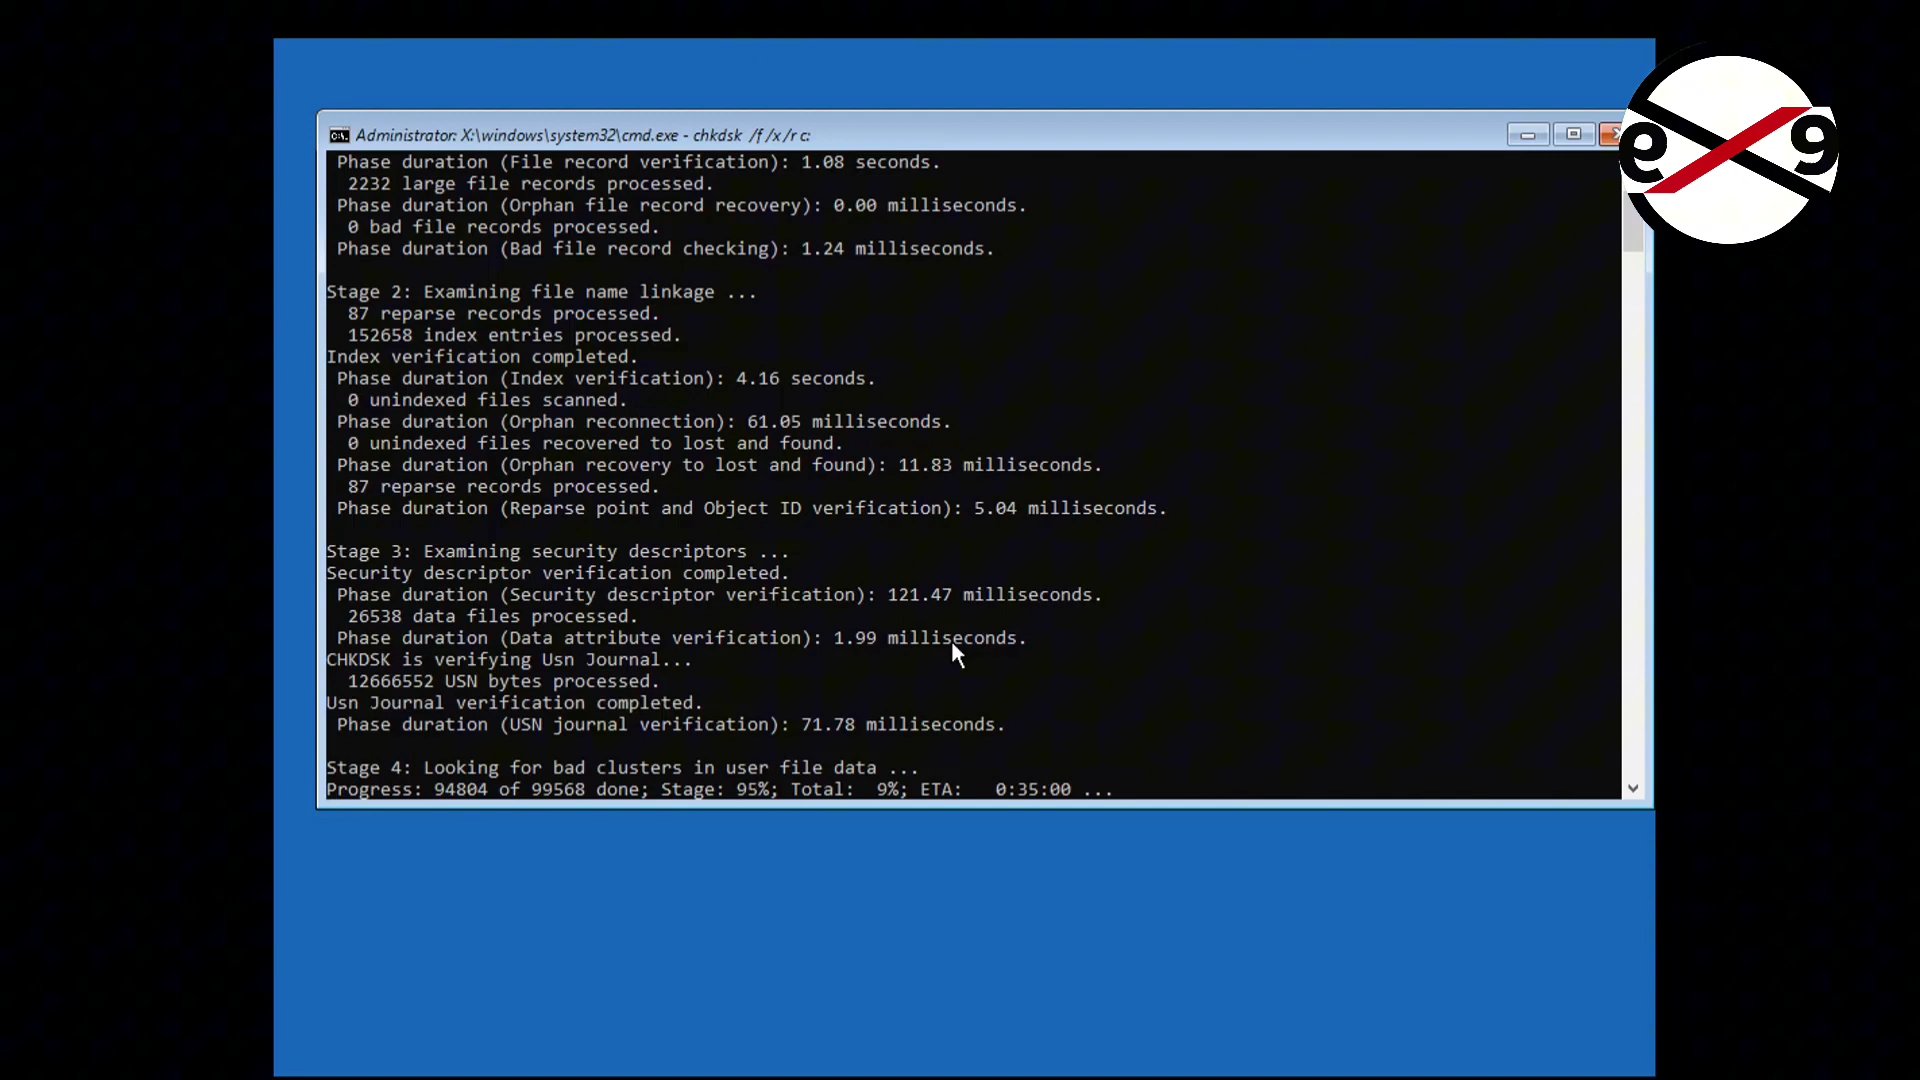 Administrator: X:\windows\system32\cmd.exe - chkdsk /f /x /r c:
Phase duration (File record verification): 1.08 seconds.
2232 large file records processed.
Phase duration (Orphan file record recovery): 0.00 milliseconds.
0 bad file records processed.
Phase duration (Bad file record checking): 1.24 milliseconds.
Stage 2: Examining file name linkage ...
87 reparse records processed.
152658 index entries processed.
Index verification completed.
Phase duration (Index verification): 4.16 seconds.
0 unindexed files scanned.
Phase duration (Orphan reconnection): 61.05 milliseconds.
0 unindexed files recovered to lost and found.
Phase duration (Orphan recovery to lost and found): 11.83 milliseconds.
87 reparse records processed.
Phase duration (Reparse point and Object ID verification): 5.04 milliseconds.
Stage 3: Examining security descriptors ...
Security descriptor verification completed.
Phase duration (Security descriptor verification): 121.47 milliseconds.
26538 data files processed.
Phase duration (Data attribute verification): 1.99 milliseconds.
CHKDSK is verifying Usn Journal...
12666552 USN bytes processed.
Usn Journal verification completed.
Phase duration (USN journal verification): 71.78 milliseconds.
Stage 4: Looking for bad clusters in user file data ...
Progress: 94804 of 99568 done; Stage: 95%; Total:  9%; ETA:   0:35:00 ...
e 9